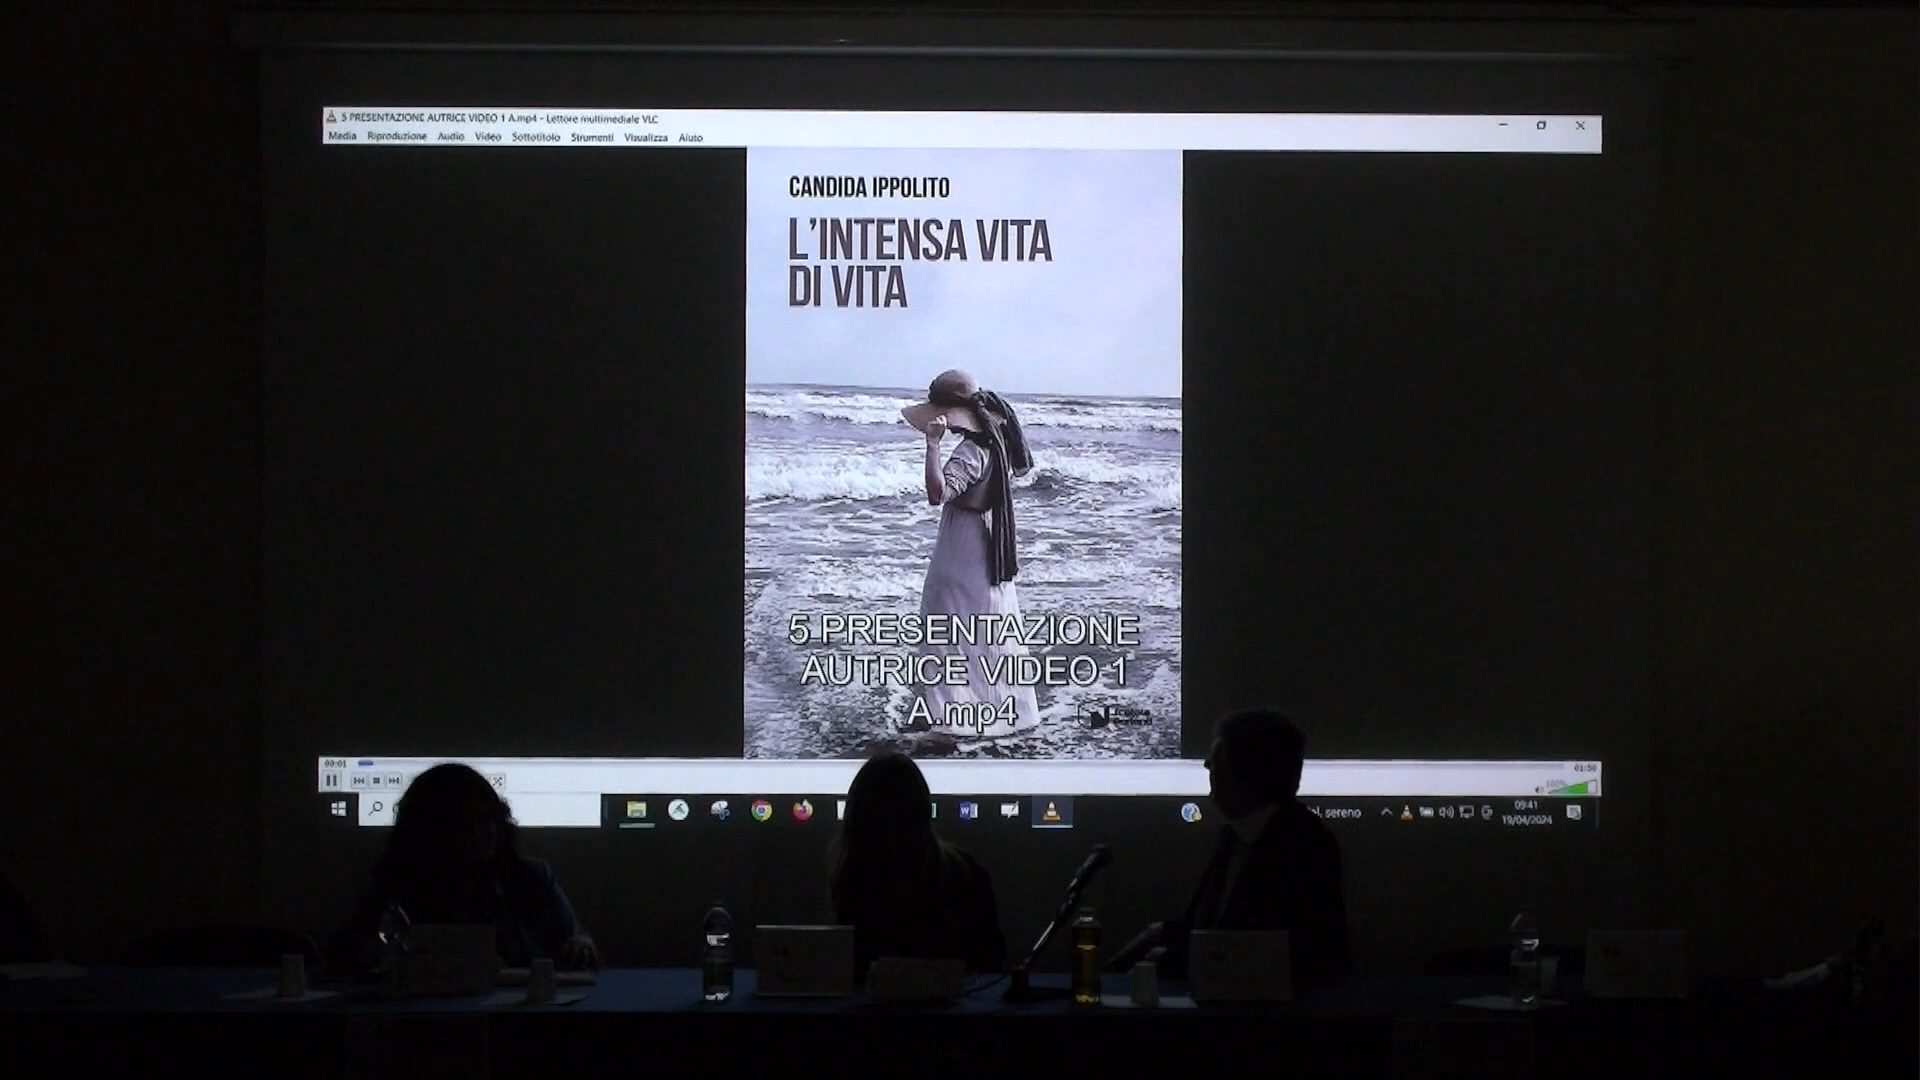 5 PRESENTAZIONE AUTRICE VIDEO 1 A.mp4 - Lettore multimediale VLC
Media Riproduzione Audio Video Sottotitolo Strumenti Visualizza Aiuto
CANDIDA IPPOLITO
L'INTENSA VITA
DI VITA
5 PRESENTAZIONE
AUTRICE VIDEO 1
A.mp4
00:01
01:50
100%
sereno
09:41
19/04/2024